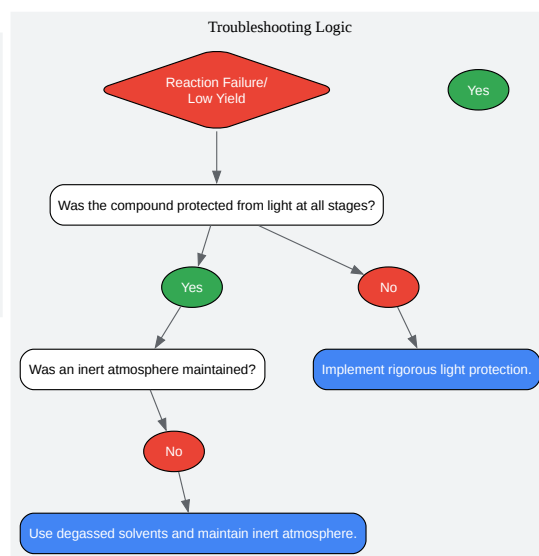 Troubleshooting Logic
Reaction Failure/
Low Yield
Yes
Was the compound protected from light at all stages?
Yes
No
Was an inert atmosphere maintained?
Implement rigorous light protection.
No
Use degassed solvents and maintain inert atmosphere.